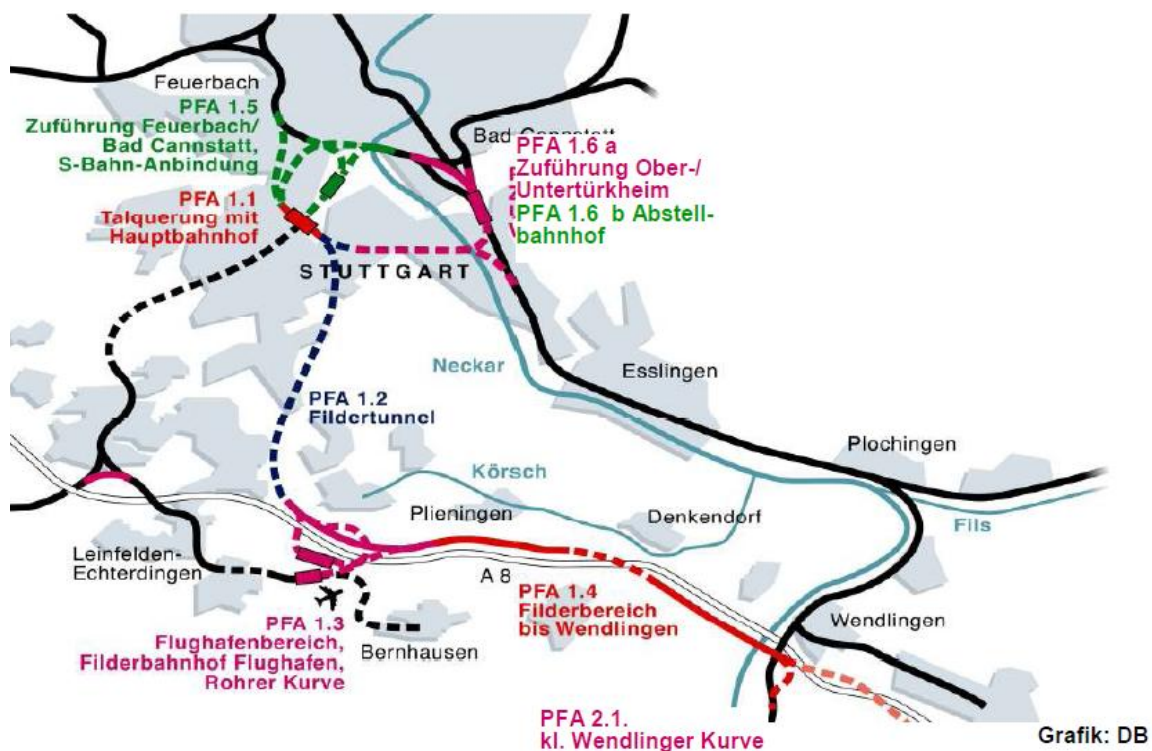 Feuerbach
PFA 1.5
Zuführung Feuerbach/
Bad Cannstatt,
S-Bahn-Anbindung
Bad Cannstatt
PFA 1.6 a
Zuführung Ober-/
Untertürkheim
PFA 1.6 b Abstell-
bahnhof
PFA 1.1
Talquerung mit
Hauptbahnhof
STUTTGART
Neckar
Esslingen
PFA 1.2
Fildertunnel
Plochingen
Körsch
Plieningen
Denkendorf
Fils
Leinfelden-
Echterdingen
A 8
PFA 1.4
Filderbereich
bis Wendlingen
Wendlingen
PFA 1.3
Flughafenbereich,
Filderbahnhof Flughafen,
Rohrer Kurve
Bernhausen
PFA 2.1.
kl. Wendlinger Kurve
Grafik: DB